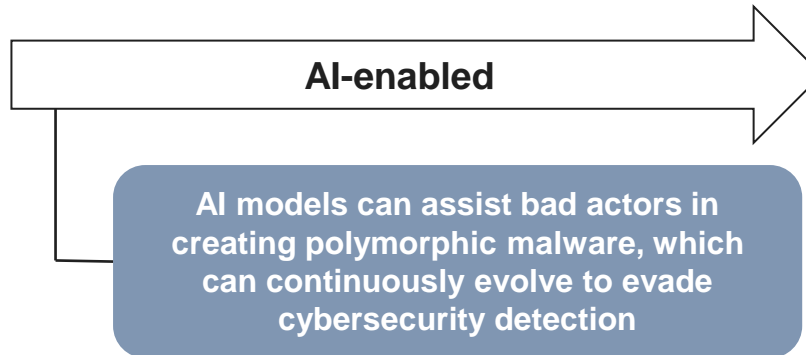 AI-enabled
AI models can assist bad actors in
creating polymorphic malware, which
can continuously evolve to evade
cybersecurity detection